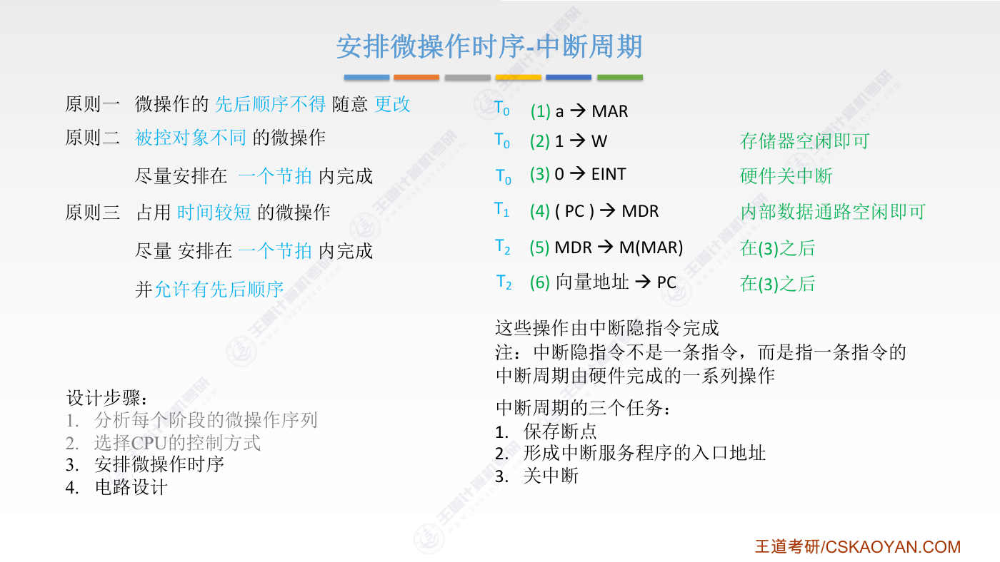 安排微操作时序-中断周期
原则一 微操作的 先后顺序不得 随意 更改
原则二 被控对象不同 的微操作
尽量安排在 一个节拍 内完成
原则三 占用 时间较短 的微操作
尽量 安排在 一个节拍 内完成
并允许有先后顺序
T0 (1) a → MAR
T0 (2) 1 → W 存储器空闲即可
T0 (3) 0 → EINT 硬件关中断
T1 (4) ( PC ) → MDR 内部数据通路空闲即可
T2 (5) MDR → M(MAR) 在(3)之后
T2 (6) 向量地址 → PC 在(3)之后
这些操作由中断隐指令完成
注：中断隐指令不是一条指令，而是指一条指令的
中断周期由硬件完成的一系列操作
设计步骤：
1. 分析每个阶段的微操作序列
2. 选择CPU的控制方式
3. 安排微操作时序
4. 电路设计
中断周期的三个任务：
1. 保存断点
2. 形成中断服务程序的入口地址
3. 关中断
王道考研/CSKAOYAN.COM